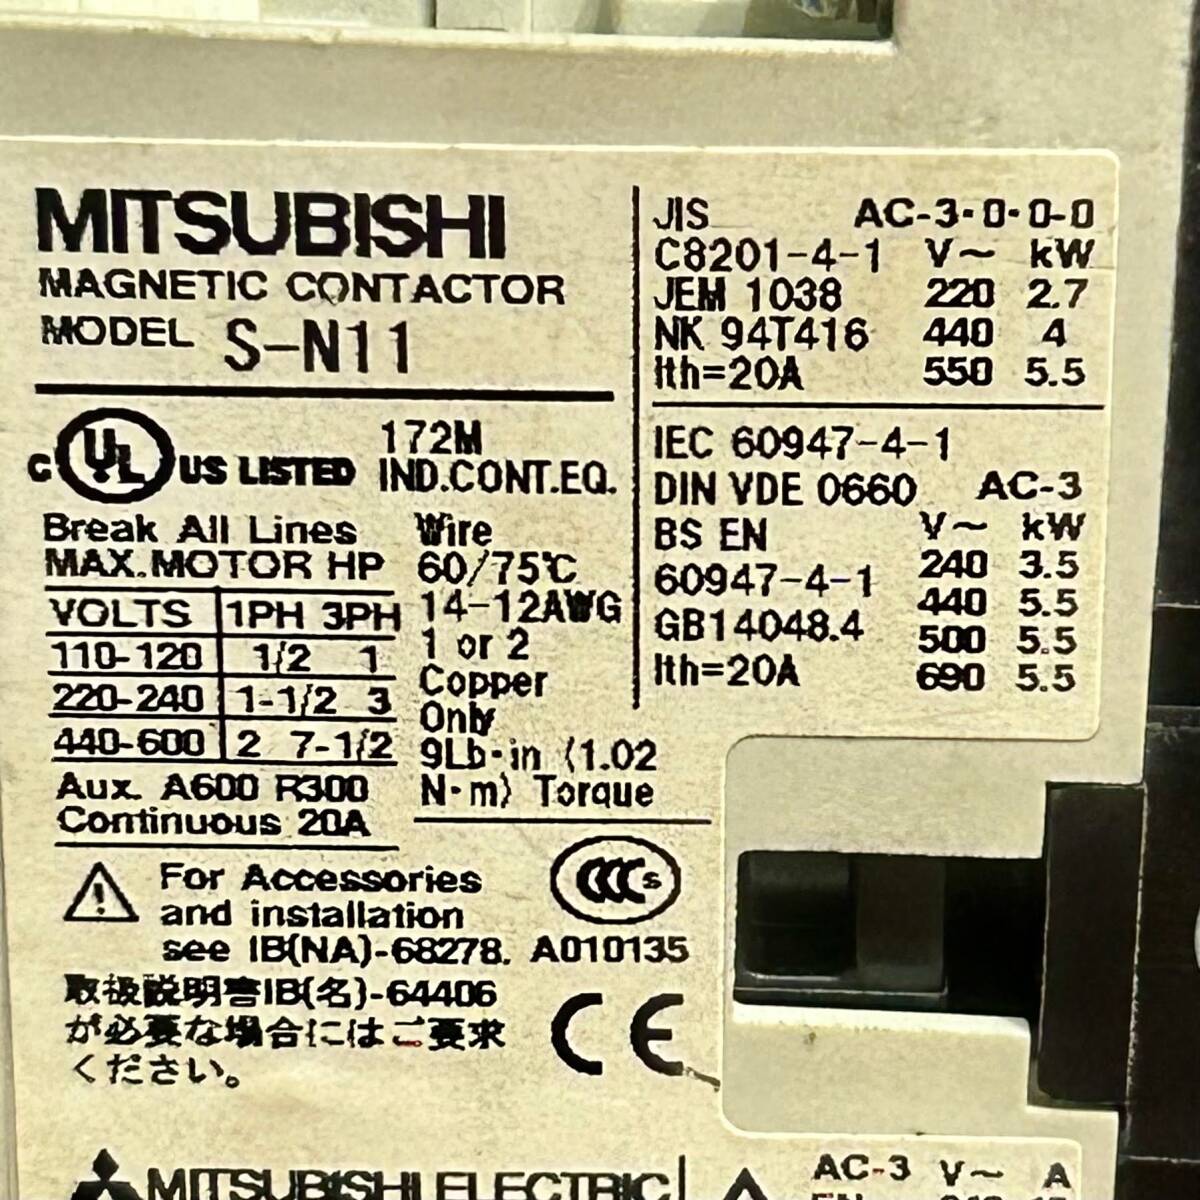 MITSUBISHI
MAGNETIC CONTACTOR
MODEL S-N11
C UL US LISTED
172M
IND.CONT.EQ.
Break All Lines
MAX.MOTOR HP
VOLTS 1PH 3PH
110-120 1/2 1
220-240 1-1/2 3
440-600 2 7-1/2
Aux. A600 R300
Continuous 20A
Wire
60/75℃
14-12AWG
1 or 2
Copper
Only
9Lb·in (1.02
N·m) Torque
For Accessories
and installation
see IB(NA)-68278.
CCC S
A010135
取扱説明書IB(名)-64406
が必要な場合にはご要求
ください。
CE
JIS AC-3·0·0-0
C8201-4-1 V~ kW
JEM 1038 220 2.7
NK 94T416 440 4
Ith=20A 550 5.5
IEC 60947-4-1
DIN VDE 0660 AC-3
BS EN V~ kW
60947-4-1 240 3.5
GB14048.4 440 5.5
500 5.5
Ith=20A 690 5.5
MITSUBISHI ELECTRIC
AC-3 V~ A